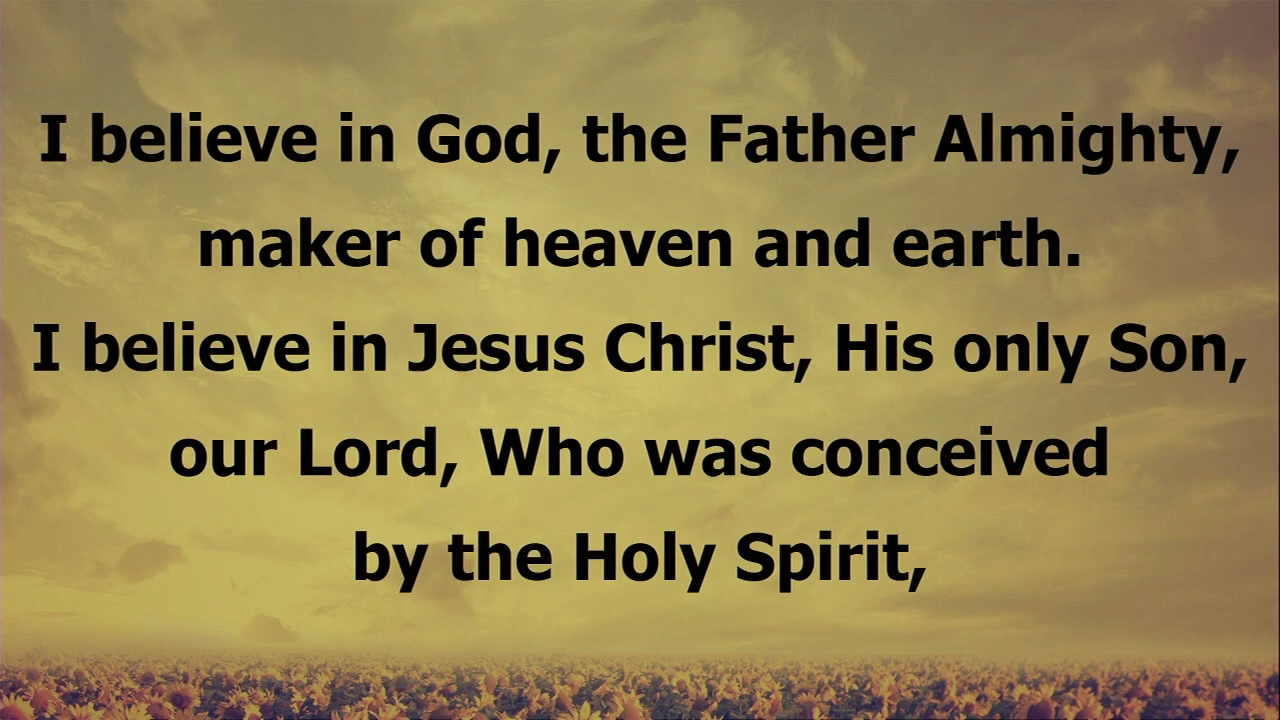 I believe in God, the Father Almighty,
maker of heaven and earth.
I believe in Jesus Christ, His only Son,
our Lord, Who was conceived
by the Holy Spirit,